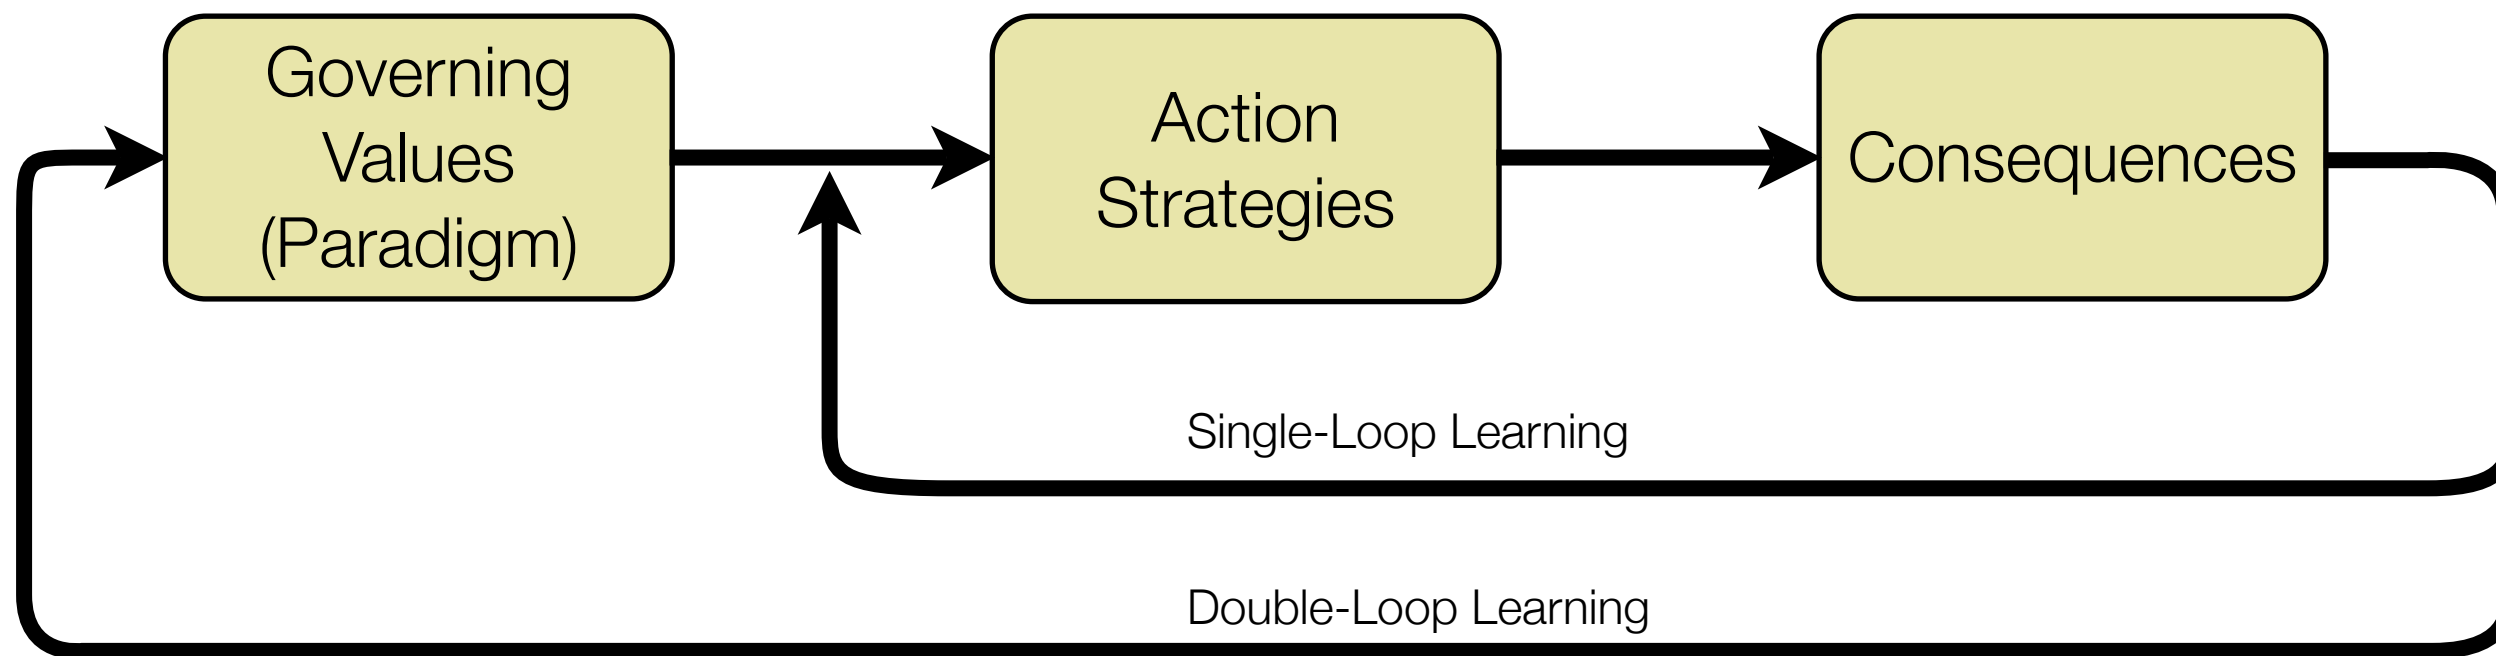 Governing
Values
(Paradigm)
Action
Strategies
Consequences
Single-Loop Learning
Double-Loop Learning